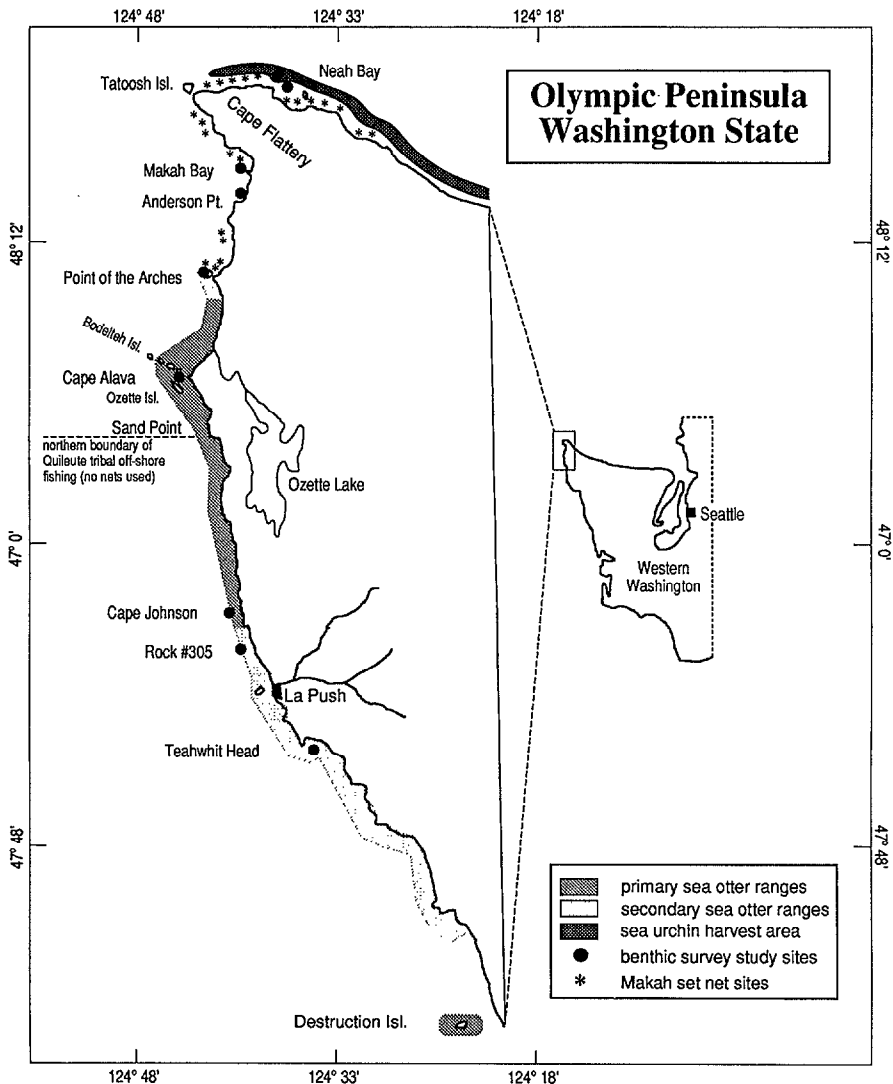 124° 48'
124° 33'
124° 18'
Olympic Peninsula
Washington State
Neah Bay
Tatoosh Isl.
Cape Flattery
Makah Bay
Anderson Pt.
48° 12'
48° 12'
Point of the Arches
Bodelteh Isl.
Cape Alava
Ozette Isl.
Sand Point
northern boundary of
Quileute tribal off-shore
fishing (no nets used)
Ozette Lake
Seattle
47° 0'
47° 0'
Western
Washington
Cape Johnson
Rock #305
La Push
Teahwhit Head
47° 48'
47° 48'
primary sea otter ranges
secondary sea otter ranges
sea urchin harvest area
benthic survey study sites
Makah set net sites
Destruction Isl.
124° 48'
124° 33'
124° 18'